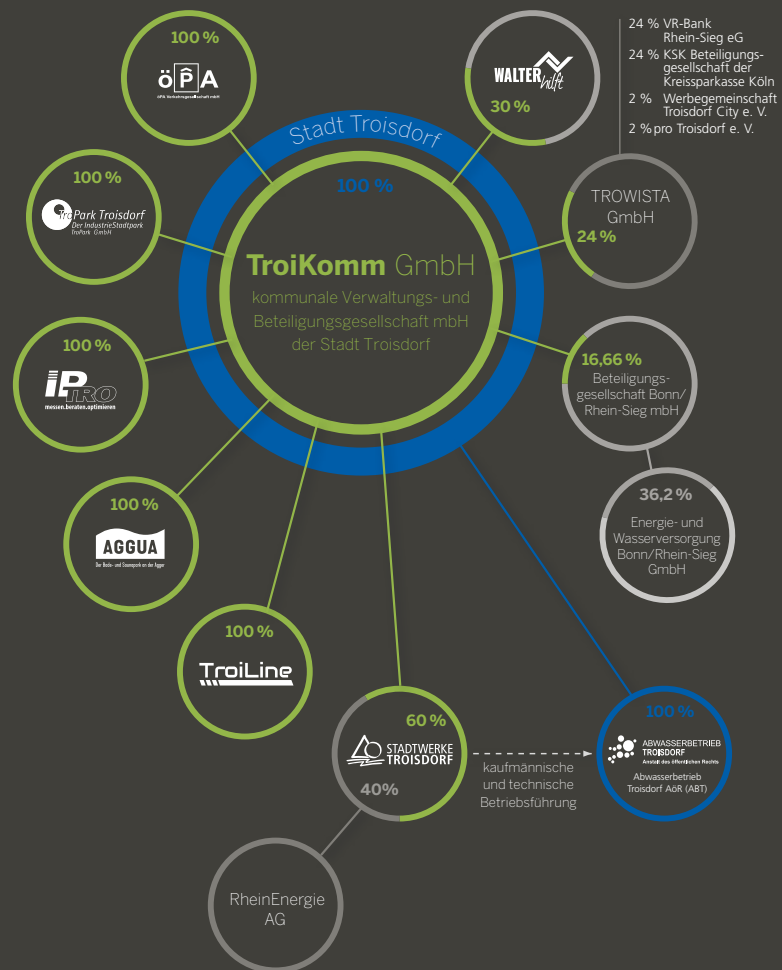 100 %
öPA
öPA Verkehrsgesellschaft mbH
WALTER
hilft
30 %
24 % VR-Bank
Rhein-Sieg eG
24 % KSK Beteiligungs-
gesellschaft der
Kreissparkasse Köln
2 % Werbegemeinschaft
Troisdorf City e. V.
2 % pro Troisdorf e. V.
Stadt Troisdorf
100 %
100 %
TroPark Troisdorf
Der IndustrieStadtpark
TroPark GmbH
TROWISTA
GmbH
24 %
TroiKomm GmbH
kommunale Verwaltungs- und
Beteiligungsgesellschaft mbH
der Stadt Troisdorf
100 %
iPTRO
messen.beraten.optimieren
16,66 %
Beteiligungs-
gesellschaft Bonn/
Rhein-Sieg mbH
36,2 %
Energie- und
Wasserversorgung
Bonn/Rhein-Sieg
GmbH
100 %
AGGUA
Der Bade- und Saunapark an der Agger
100 %
TroiLine
60 %
STADTWERKE
TROISDORF
40%
kaufmännische
und technische
Betriebsführung
100 %
ABWASSERBETRIEB
TROISDORF
Anstalt des öffentlichen Rechts
Abwasserbetrieb
Troisdorf AöR (ABT)
RheinEnergie
AG